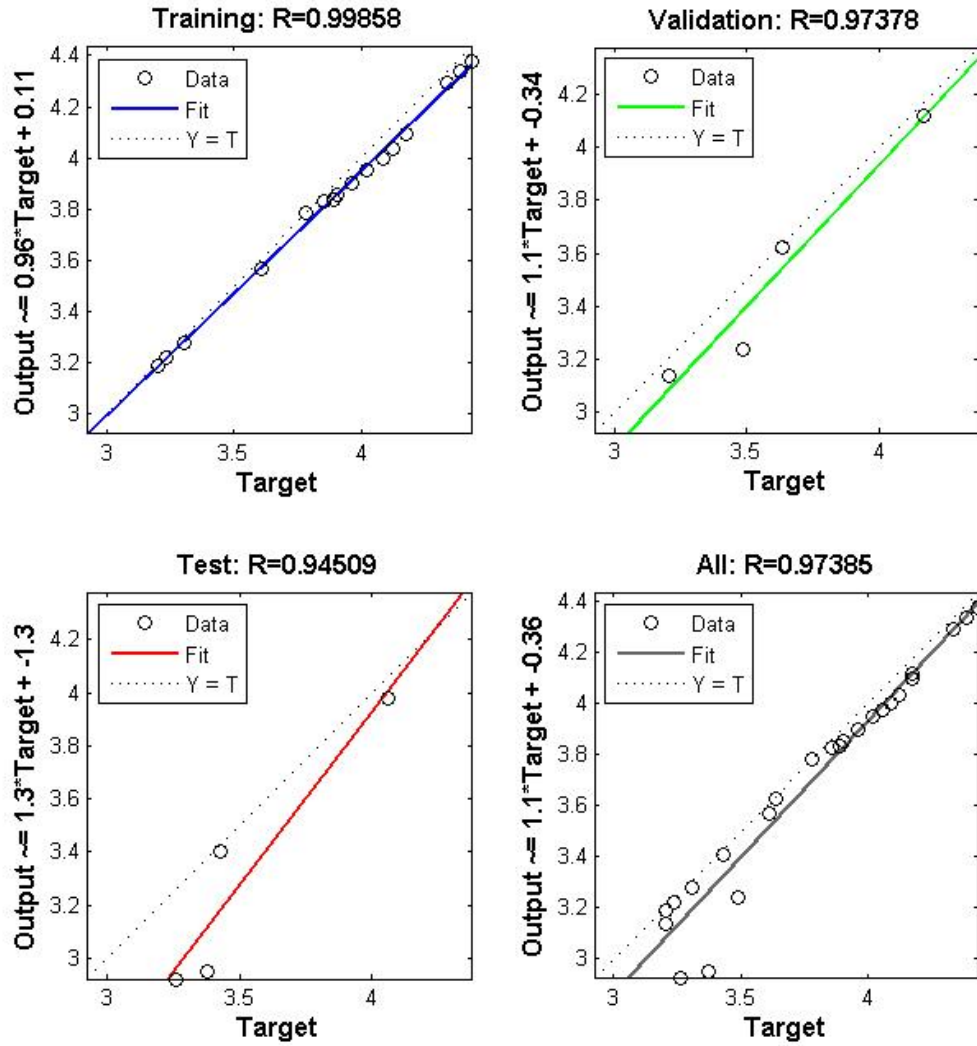 Training: R=0.99858
Output ~= 0.96*Target + 0.11
4.4
4.2
4
3.8
3.6
3.4
3.2
3
Data
Fit
Y = T
3
3.5
4
Target
Validation: R=0.97378
Output ~= 1.1*Target + -0.34
4.2
4
3.8
3.6
3.4
3.2
3
Data
Fit
Y = T
3
3.5
4
Target
Test: R=0.94509
Output ~= 1.3*Target + -1.3
4.2
4
3.8
3.6
3.4
3.2
3
Data
Fit
Y = T
3
3.5
4
Target
All: R=0.97385
Output ~= 1.1*Target + -0.36
4.4
4.2
4
3.8
3.6
3.4
3.2
3
Data
Fit
Y = T
3
3.5
4
Target